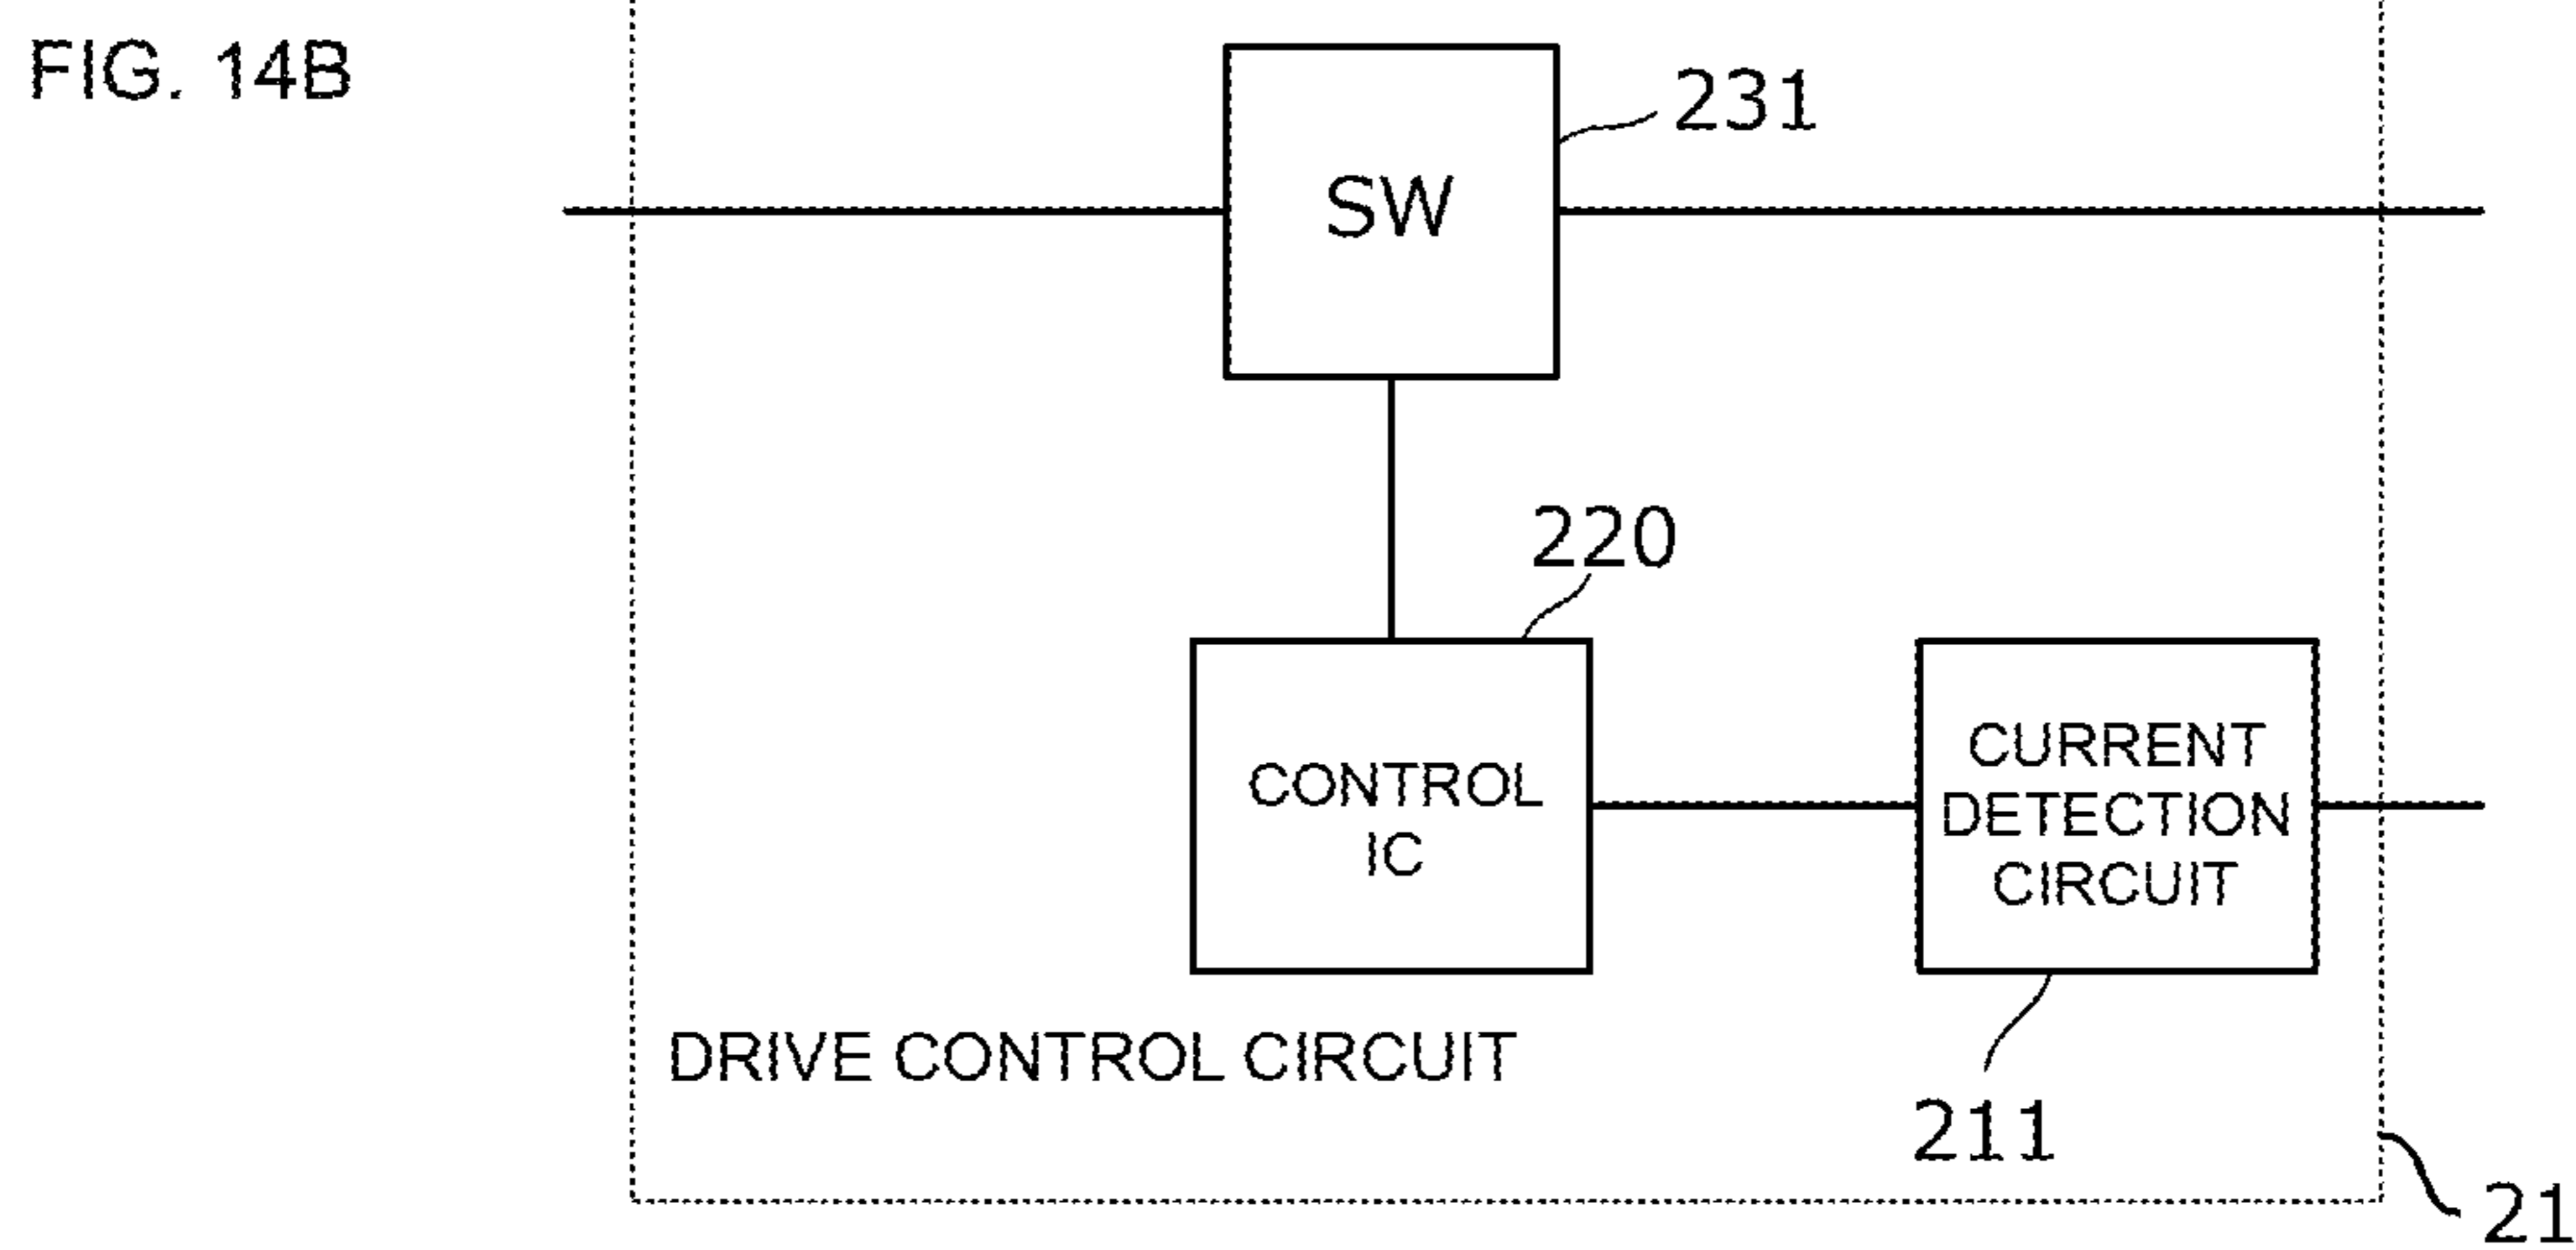 FIG. 14B
231
SW
220
CONTROL
IC
CURRENT
DETECTION
CIRCUIT
DRIVE CONTROL CIRCUIT
211
21